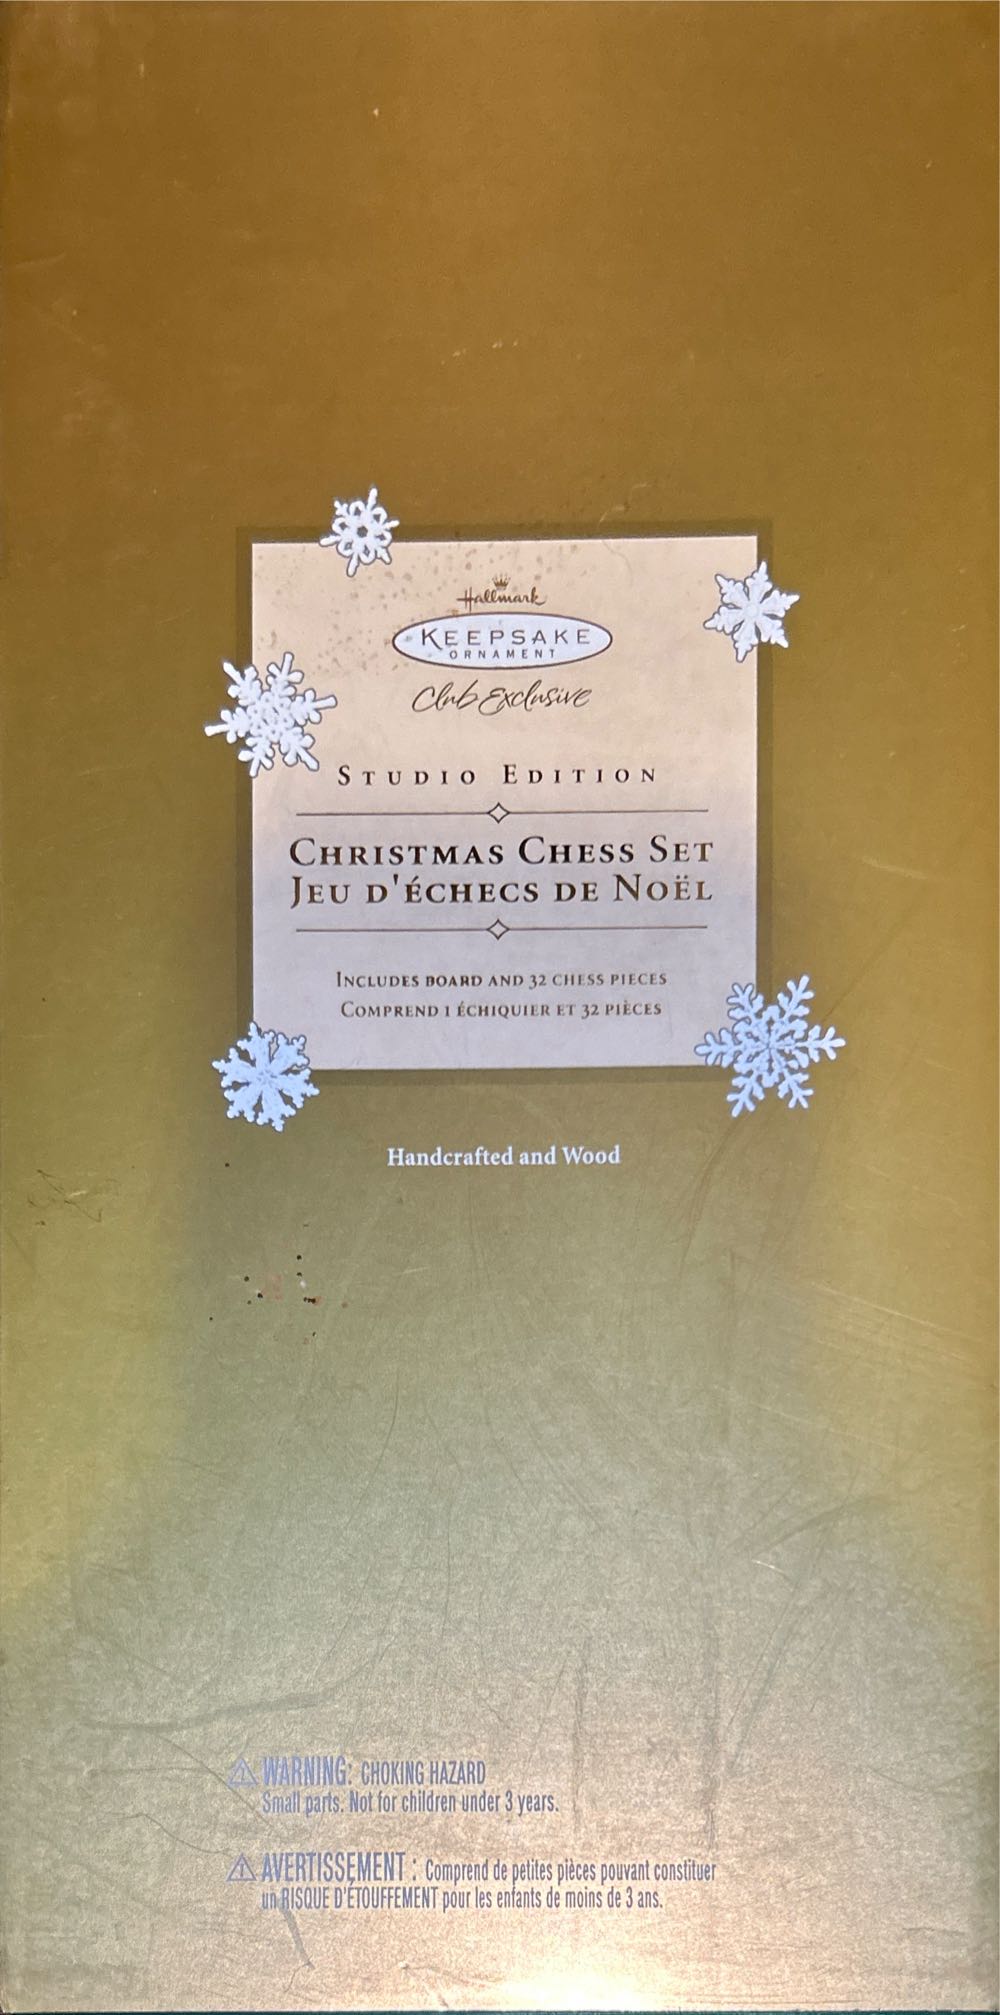 Hallmark
KEEPSAKE
ORNAMENT
Club Exclusive
STUDIO EDITION
CHRISTMAS CHESS SET
JEU D'ÉCHECS DE NOËL
INCLUDES BOARD AND 32 CHESS PIECES
COMPREND 1 ÉCHIQUIER ET 32 PIÈCES
Handcrafted and Wood
WARNING: CHOKING HAZARD
Small parts. Not for children under 3 years.
AVERTISSEMENT : Comprend de petites pièces pouvant constituer
un RISQUE D'ÉTOUFFEMENT pour les enfants de moins de 3 ans.